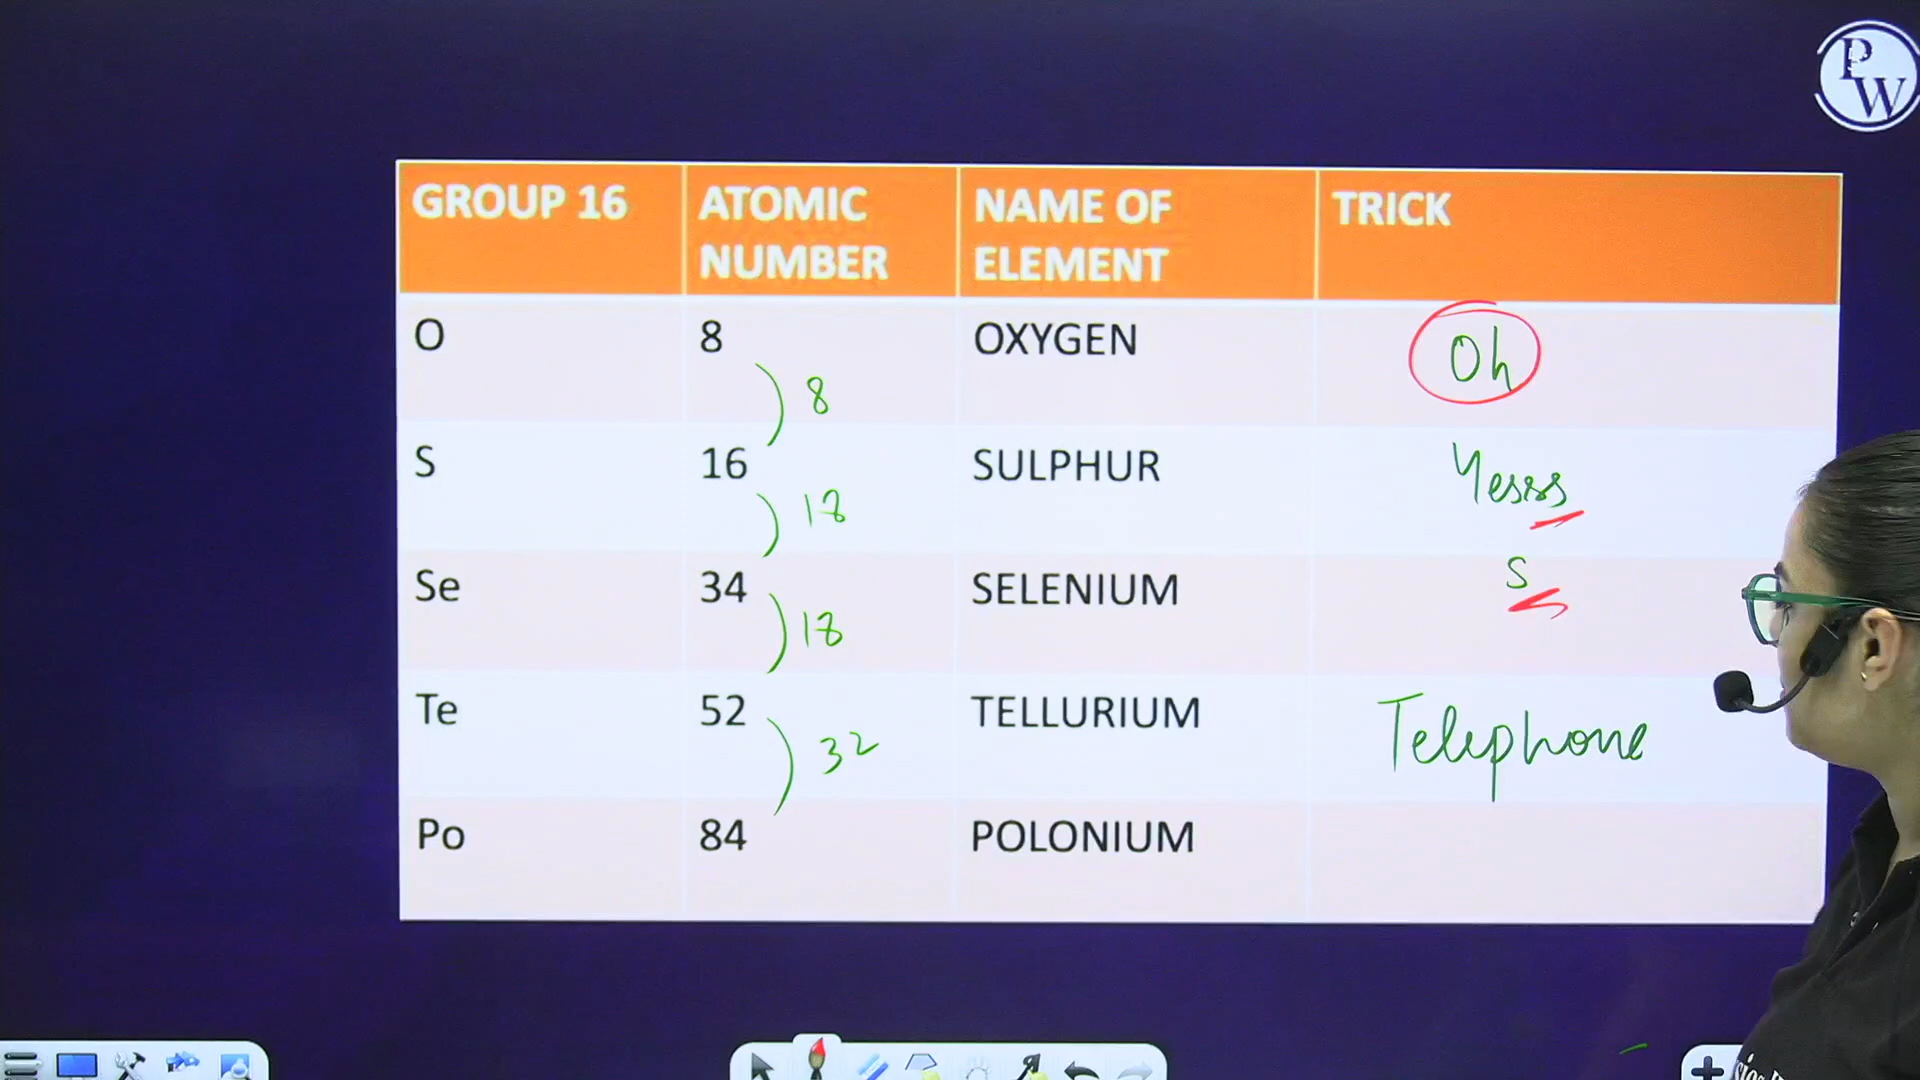 PW
GROUP 16 ATOMIC NUMBER NAME OF ELEMENT TRICK
O 8 OXYGEN Oh
8
S 16 SULPHUR Yesss
18
Se 34 SELENIUM S
18
Te 52 TELLURIUM Telephone
32
Po 84 POLONIUM